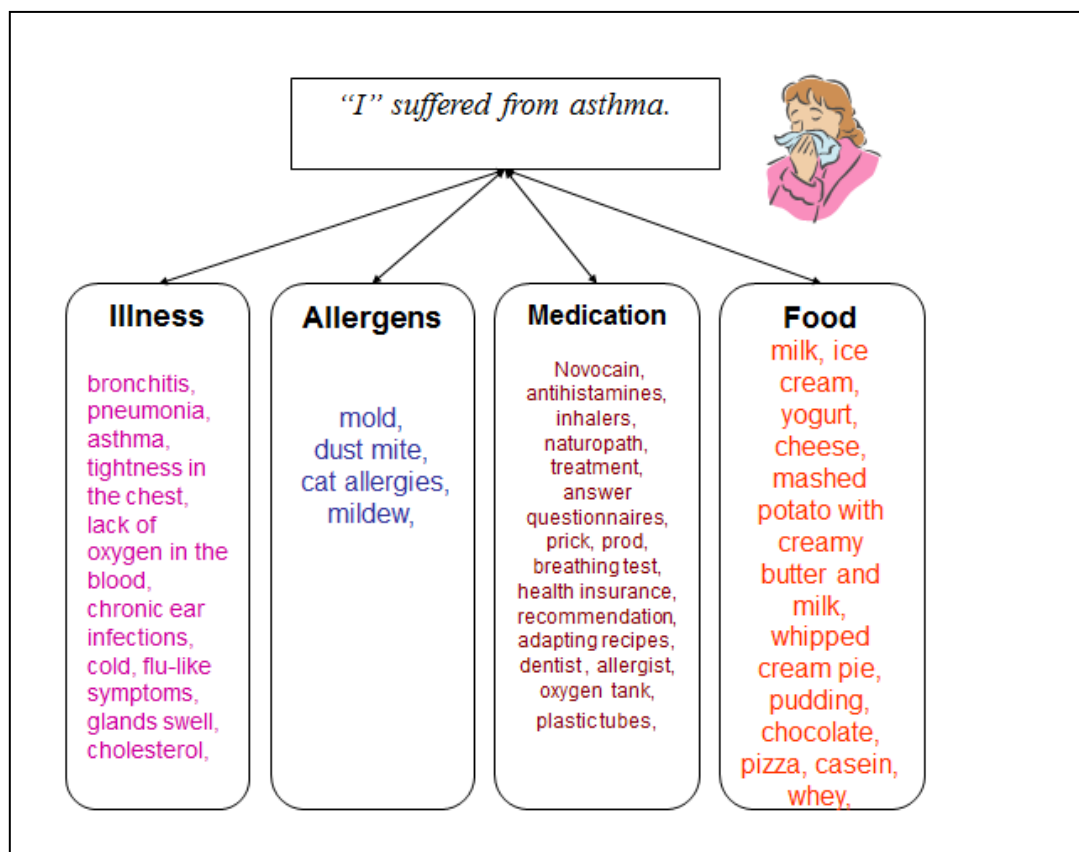 “I” suffered from asthma.
Illness
bronchitis,
pneumonia,
asthma,
tightness in
the chest,
lack of
oxygen in the
blood,
chronic ear
infections,
cold, flu-like
symptoms,
glands swell,
cholesterol,
Allergens
mold,
dust mite,
cat allergies,
mildew,
Medication
Novocain,
antihistamines,
inhalers,
naturopath,
treatment,
answer
questionnaires,
prick, prod,
breathing test,
health insurance,
recommendation,
adapting recipes,
dentist, allergist,
oxygen tank,
plastic tubes,
Food
milk, ice
cream,
yogurt,
cheese,
mashed
potato with
creamy
butter and
milk,
whipped
cream pie,
pudding,
chocolate,
pizza, casein,
whey,